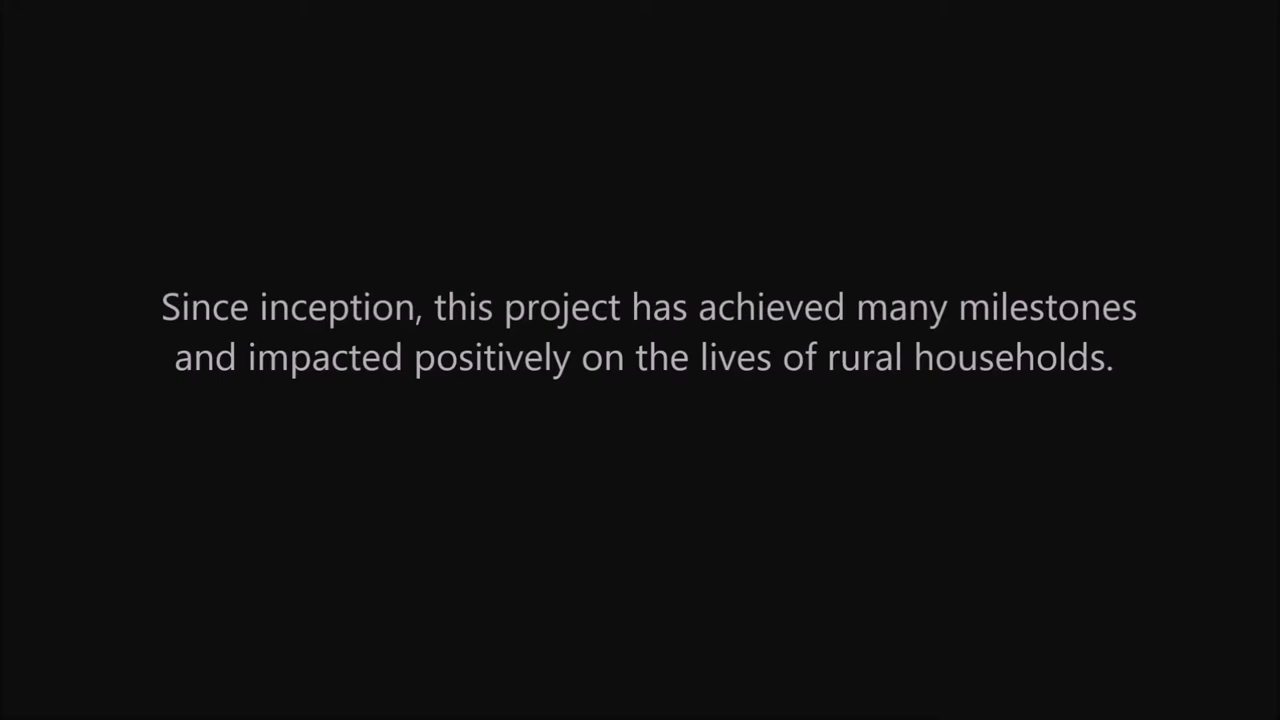 Since inception, this project has achieved many milestones
and impacted positively on the lives of rural households.